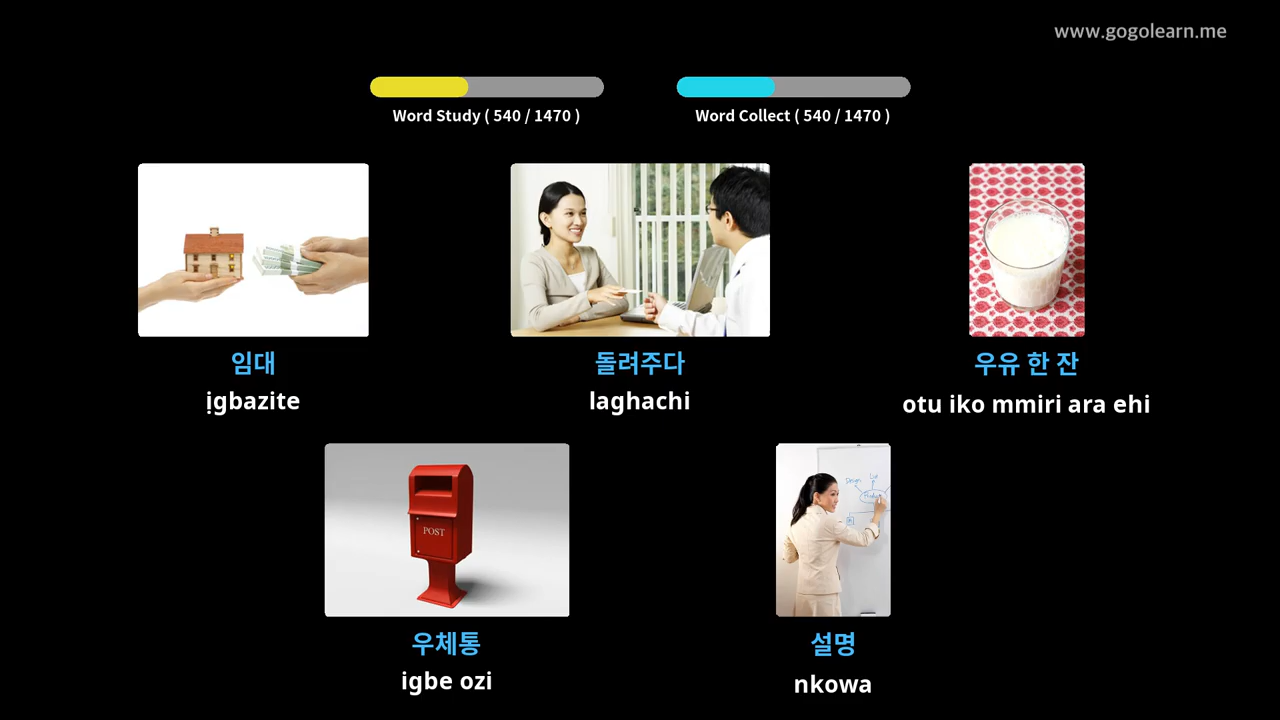 www.gogolearn.me
Word Study ( 540 / 1470 )
Word Collect ( 540 / 1470 )
임대
ịgbazite
돌려주다
laghachi
우유 한 잔
otu iko mmiri ara ehi
POST
우체통
igbe ozi
설명
nkowa